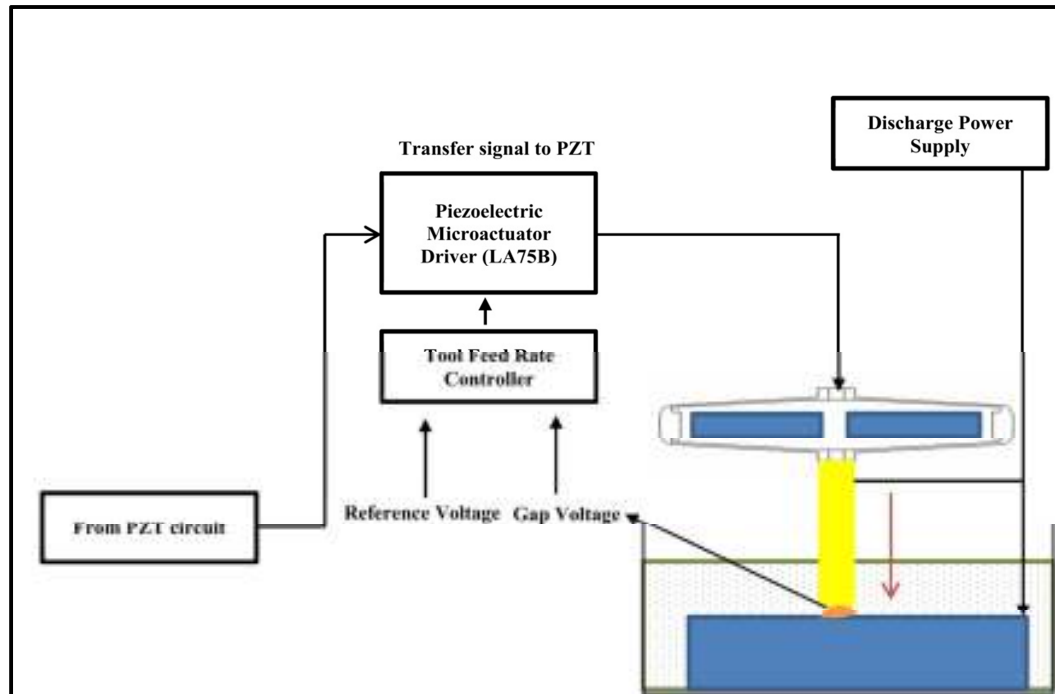 Discharge Power
Supply
Transfer signal to PZT
Piezoelectric
Microactuator
Driver (LA75B)
Tool Feed Rate
Controller
Reference Voltage
Gap Voltage
From PZT circuit